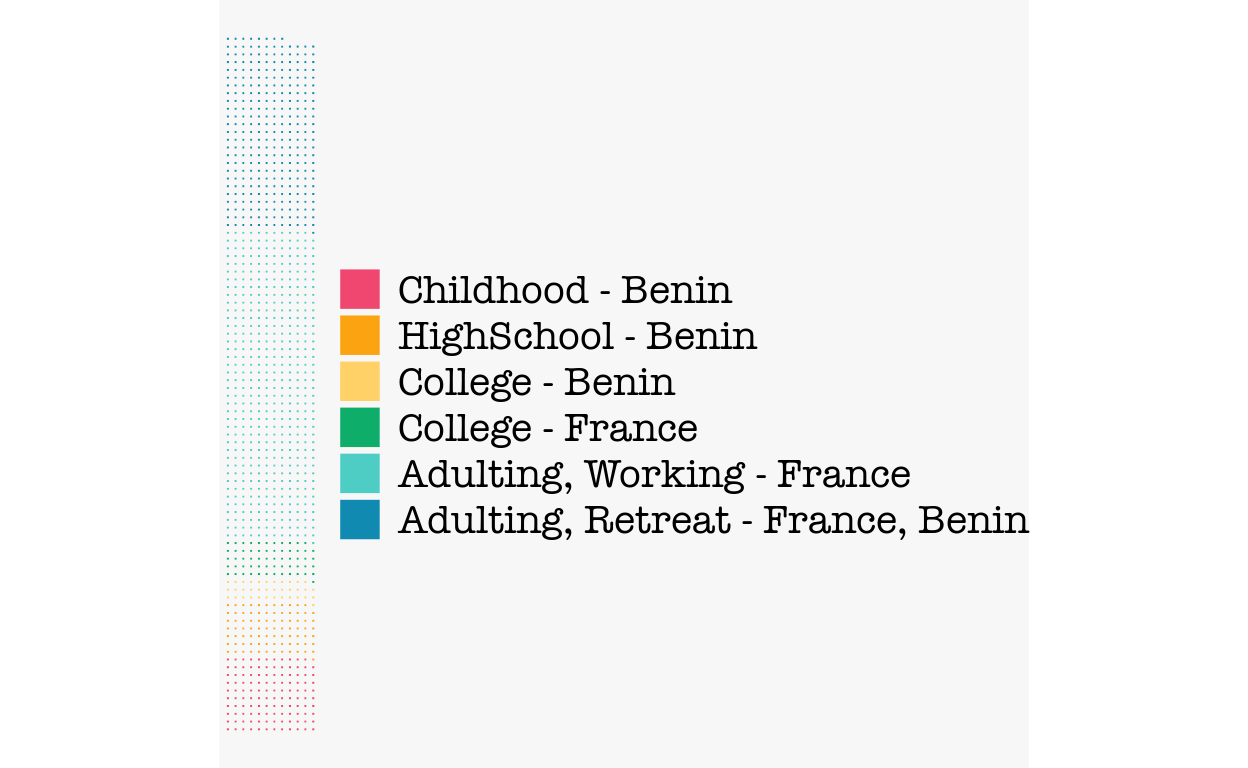 Childhood - Benin
HighSchool - Benin
College - Benin
College - France
Adulting, Working - France
Adulting, Retreat - France, Benin